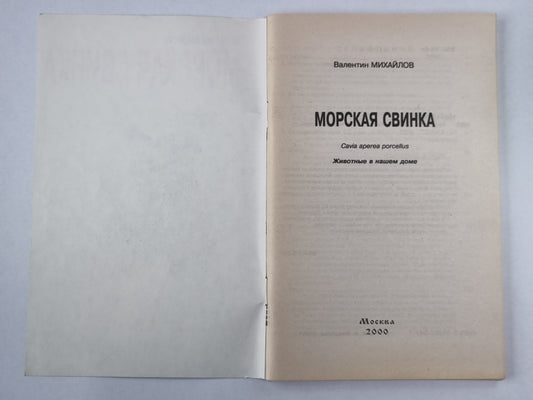 Валентин МИХАЙЛОВ
МОРСКАЯ СВИНКА
Cavia aperea porcellus
Животные в нашем доме
Москва
2000